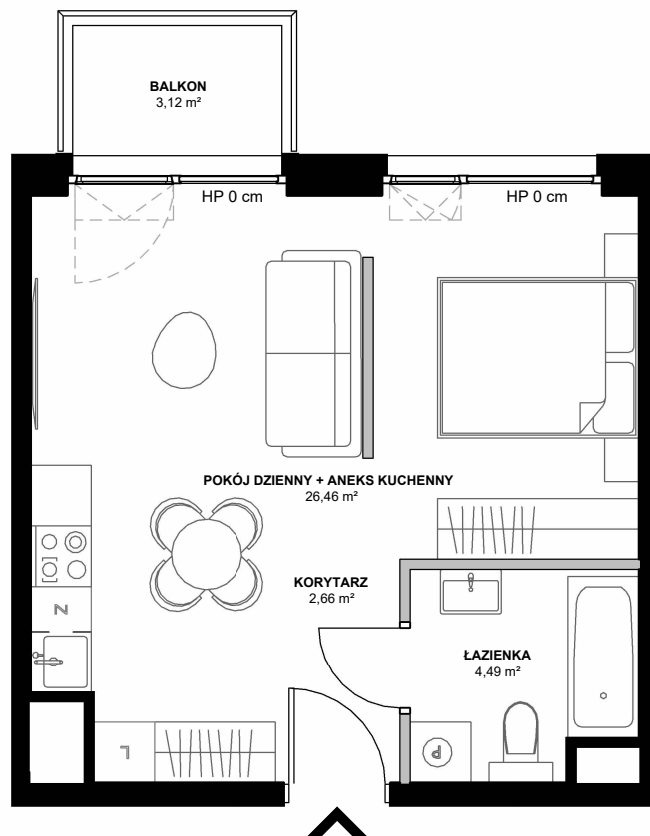 BALKON
3,12 m²
HP 0 cm
HP 0 cm
POKÓJ DZIENNY + ANEKS KUCHENNY
26,46 m²
KORYTARZ
2,66 m²
Z
ŁAZIENKA
4,49 m²
L
P